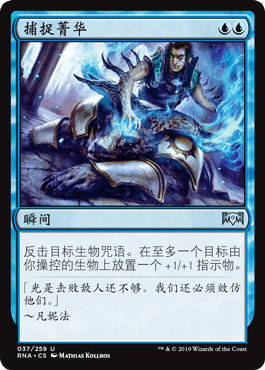 捕捉菁华
瞬间
反击目标生物咒语。在至多一个目标由
你操控的生物上放置一个 +1/+1 指示物。
「光是击败敌人还不够。我们还必须效仿
他们。」
～凡妮法
037/259 U
RNA • CS MATHIAS KOLLROS
™ & © 2019 Wizards of the Coast